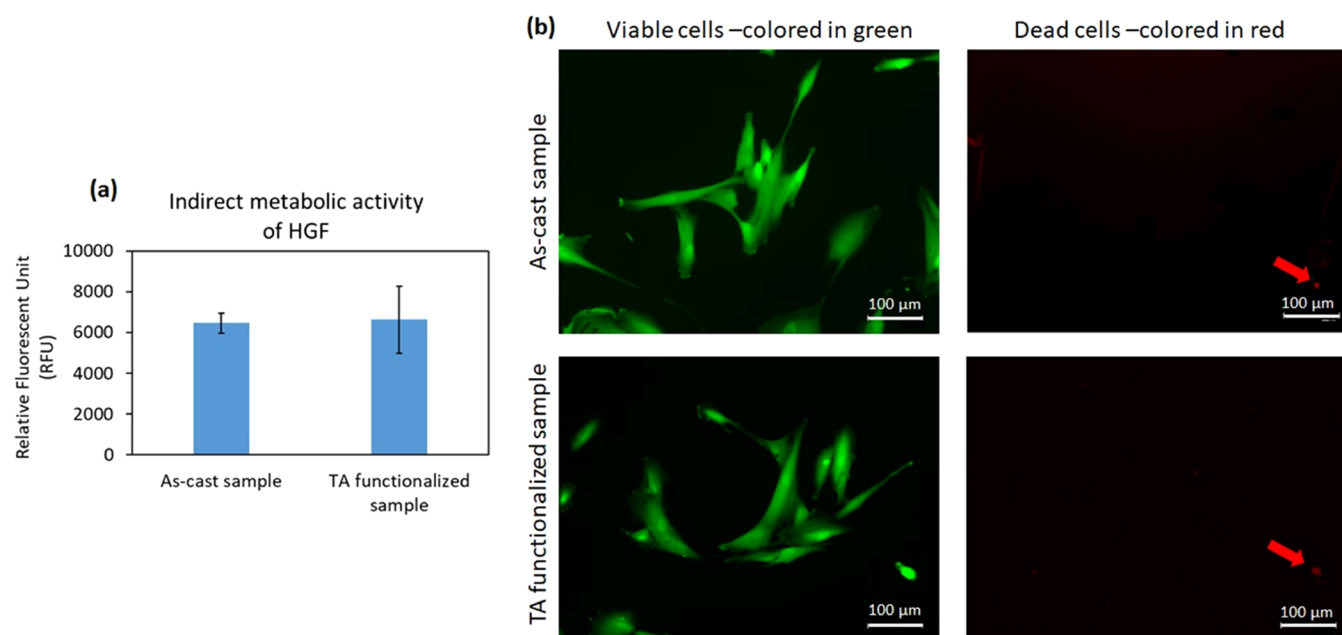 (a)
Indirect metabolic activity
of HGF
Relative Fluorescent Unit
(RFU)
10000
8000
6000
4000
2000
0
As-cast sample
TA functionalized
sample
(b)
Viable cells –colored in green
Dead cells –colored in red
As-cast sample
100 µm
100 µm
TA functionalized sample
100 µm
100 µm